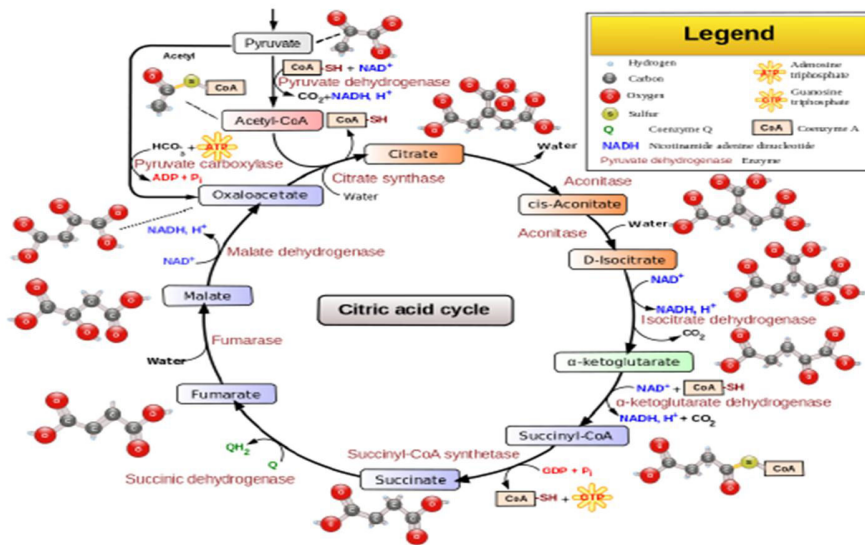 Pyruvate
Acetyl
CoA -SH + NAD⁺
Pyruvate dehydrogenase
CO₂+NADH, H⁺
CoA
Acetyl-CoA
CoA -SH
HCO₃ + ATP
Pyruvate carboxylase
ADP + Pᵢ
Citrate
Water
Citrate synthase
Water
Oxaloacetate
Aconitase
cis-Aconitate
Aconitase
Water
D-Isocitrate
NAD⁺
NADH, H⁺
Isocitrate dehydrogenase
CO₂
α-ketoglutarate
NAD⁺ + CoA -SH
α-ketoglutarate dehydrogenase
NADH, H⁺ + CO₂
Succinyl-CoA
CoA
Succinyl-CoA synthetase
GDP + Pᵢ
CoA -SH + GTP
Succinate
QH₂
Q
Succinic dehydrogenase
Fumarate
Water
Fumarase
Malate
NADH, H⁺
NAD⁺
Malate dehydrogenase
Citric acid cycle
Legend
Hydrogen
Carbon
Oxygen
Sulfur
Q Coenzyme Q
NADH Nicotinamide adenine dinucleotide
Pyruvate dehydrogenase Enzyme
ATP Adenosine
triphosphate
GTP Guanosine
triphosphate
CoA Coenzyme A